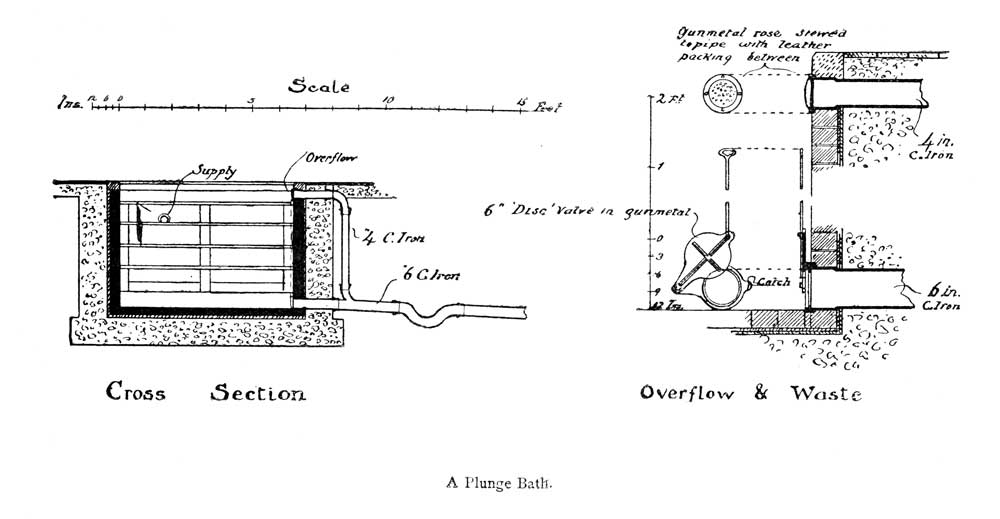 Scale
Ins. 12 6 0 5 10 15 Feet
Supply
Overflow
4 C. Iron
6 C. Iron
Cross Section
Gunmetal rose stewed
to pipe with leather
packing between
2 Ft
1
0
3
6
9
12 In.
6" 'Disc' Valve in gunmetal
Catch
4 in.
C. Iron
6 in.
C. Iron
Overflow & Waste
A Plunge Bath.